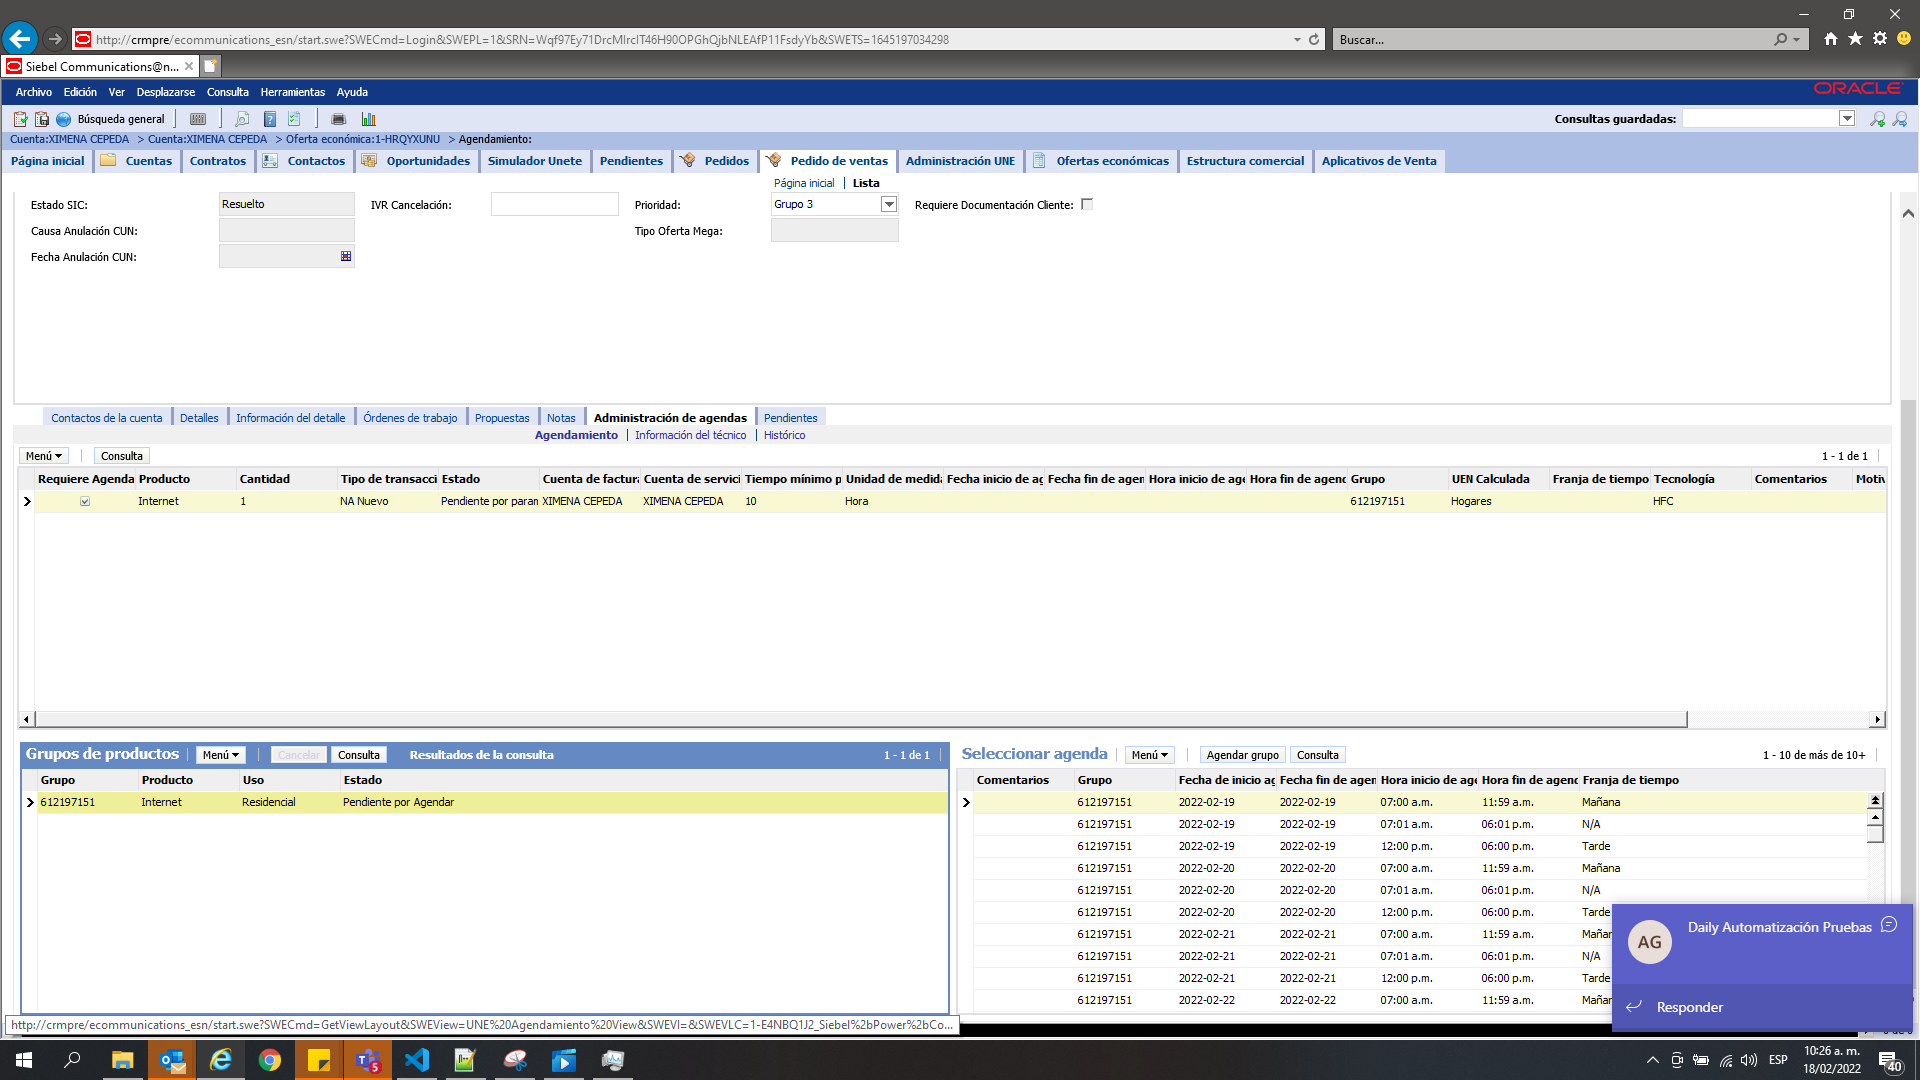 http://crmpre/ecommunications_esn/start.swe?SWECmd=Login&SWEPL=1&SRN=Wqf97Ey71DrcMIrcIT46H90OPGhQjbNLEAfP11FsdyYb&SWETS=1645197034298
Buscar...
Siebel Communications@n...
Archivo Edición Ver Desplazarse Consulta Herramientas Ayuda
ORACLE
Búsqueda general
Consultas guardadas:
Cuenta:XIMENA CEPEDA > Cuenta:XIMENA CEPEDA > Oferta económica:1-HRQYXUNU > Agendamiento:
Página inicial Cuentas Contratos Contactos Oportunidades Simulador Unete Pendientes Pedidos Pedido de ventas Administración UNE Ofertas económicas Estructura comercial Aplicativos de Venta
Página inicial | Lista
Estado SIC: Resuelto IVR Cancelación: Prioridad: Grupo 3 Requiere Documentación Cliente:
Causa Anulación CUN: Tipo Oferta Mega:
Fecha Anulación CUN:
Contactos de la cuenta Detalles Información del detalle Órdenes de trabajo Propuestas Notas Administración de agendas Pendientes
Agendamiento | Información del técnico | Histórico
Menú Consulta 1 - 1 de 1
Requiere Agenda Producto Cantidad Tipo de transacci Estado Cuenta de factura Cuenta de servici Tiempo mínimo p Unidad de medida Fecha inicio de ag Fecha fin de agen Hora inicio de age Hora fin de agend Grupo UEN Calculada Franja de tiempo Tecnología Comentarios Motiv
Internet 1 NA Nuevo Pendiente por param XIMENA CEPEDA XIMENA CEPEDA 10 Hora 612197151 Hogares HFC
Grupos de productos Menú Cancelar Consulta Resultados de la consulta 1 - 1 de 1
Grupo Producto Uso Estado
612197151 Internet Residencial Pendiente por Agendar
Seleccionar agenda Menú Agendar grupo Consulta 1 - 10 de más de 10+
Comentarios Grupo Fecha de inicio ag Fecha fin de agen Hora inicio de age Hora fin de agend Franja de tiempo
612197151 2022-02-19 2022-02-19 07:00 a.m. 11:59 a.m. Mañana
612197151 2022-02-19 2022-02-19 07:01 a.m. 06:01 p.m. N/A
612197151 2022-02-19 2022-02-19 12:00 p.m. 06:00 p.m. Tarde
612197151 2022-02-20 2022-02-20 07:00 a.m. 11:59 a.m. Mañana
612197151 2022-02-20 2022-02-20 07:01 a.m. 06:01 p.m. N/A
612197151 2022-02-20 2022-02-20 12:00 p.m. 06:00 p.m. Tarde
612197151 2022-02-21 2022-02-21 07:00 a.m. 11:59 a.m. Mañan
612197151 2022-02-21 2022-02-21 07:01 a.m. 06:01 p.m. N/A
612197151 2022-02-21 2022-02-21 12:00 p.m. 06:00 p.m. Tarde
612197151 2022-02-22 2022-02-22 07:00 a.m. 11:59 a.m. Mañan
AG Daily Automatización Pruebas
Responder
http://crmpre/ecommunications_esn/start.swe?SWECmd=GetViewLayout&SWEView=UNE%20Agendamiento%20View&SWEVI=&SWEVLC=1-E4NBQ1J2_Siebel%2bPower%2bCo...
5
ESP
10:26 a. m.
18/02/2022
40